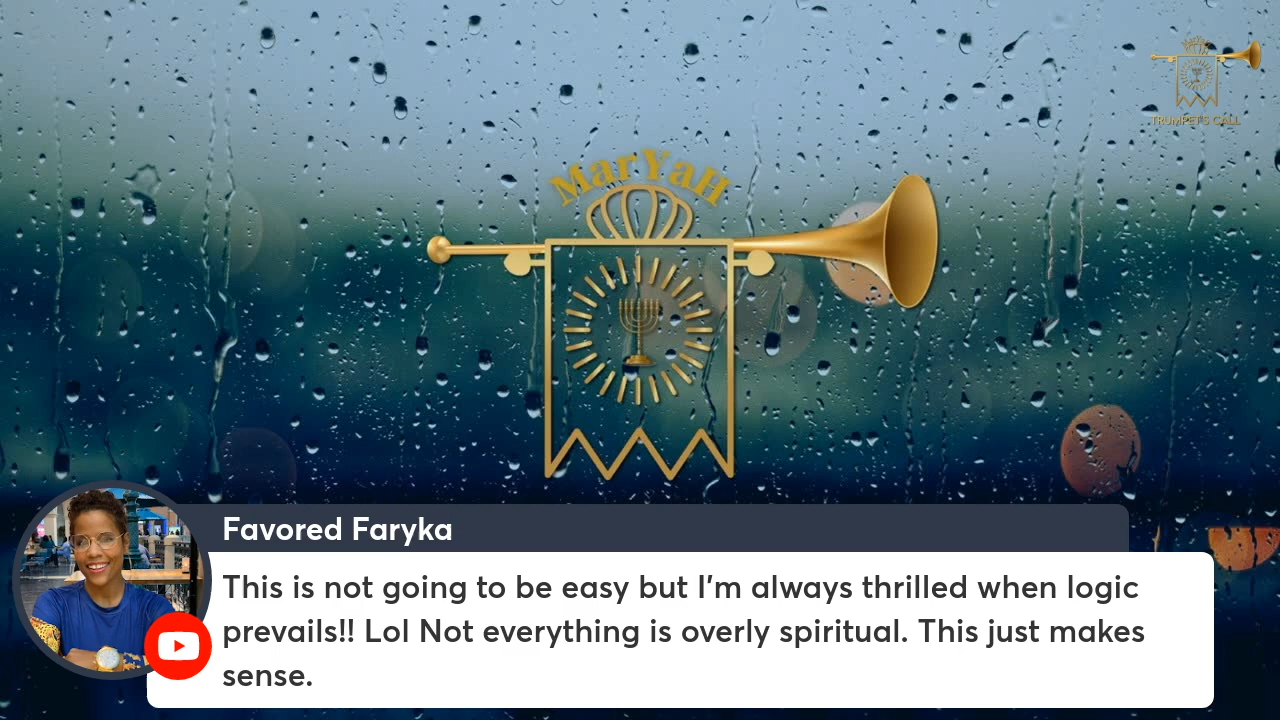 TRUMPET'S CALL
MarYaH
Favored Faryka
This is not going to be easy but I'm always thrilled when logic
prevails!! Lol Not everything is overly spiritual. This just makes
sense.